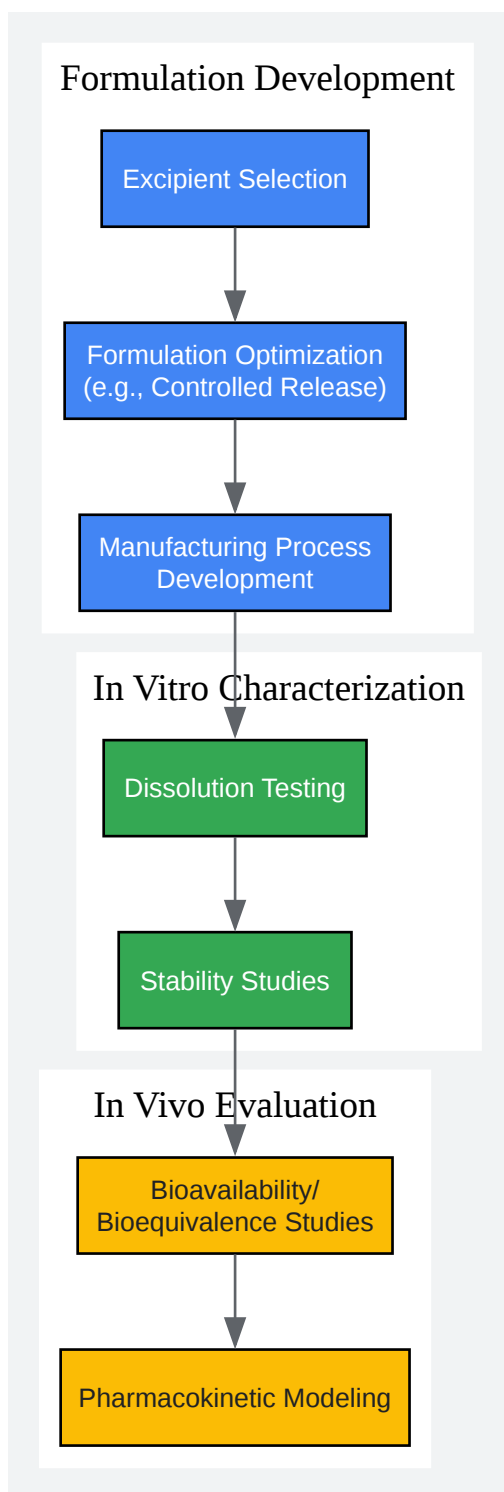 Formulation Development
Excipient Selection
Formulation Optimization
(e.g., Controlled Release)
Manufacturing Process
Development
In Vitro Characterization
Dissolution Testing
Stability Studies
In Vivo Evaluation
Bioavailability/
Bioequivalence Studies
Pharmacokinetic Modeling